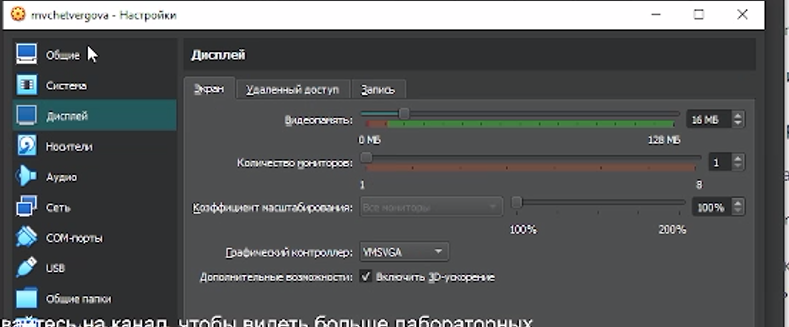 mvchetvergova - Настройки
Общие
Система
Дисплей
Носители
Аудио
Сеть
COM-порты
USB
Общие папки
Дисплей
Экран Удаленный доступ Запись
Видеопамять: 16 МБ
0 МБ 128 МБ
Количество мониторов: 1
1 8
Коэффициент масштабирования: Все мониторы 100%
100% 200%
Графический контроллер: VMSVGA
Дополнительные возможности: Включить 3D-ускорение
вайтесь на канал, чтобы видеть больше лабораторных